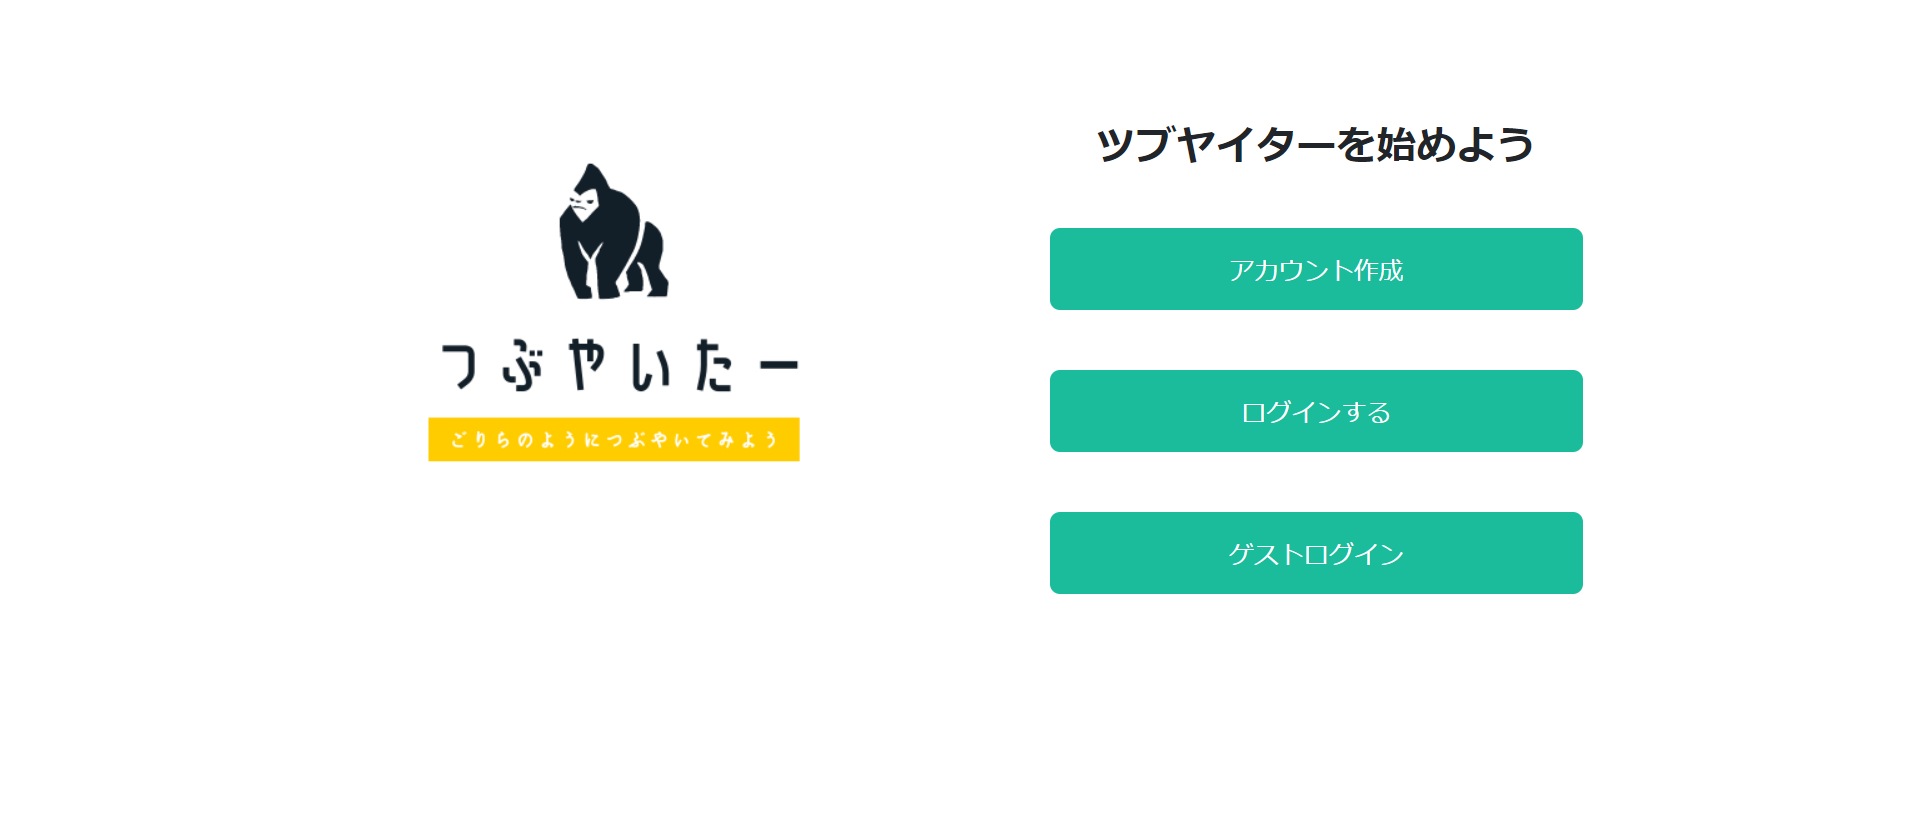 つぶやいたー
ごりらのようにつぶやいてみよう
ツブヤイターを始めよう
アカウント作成
ログインする
ゲストログイン